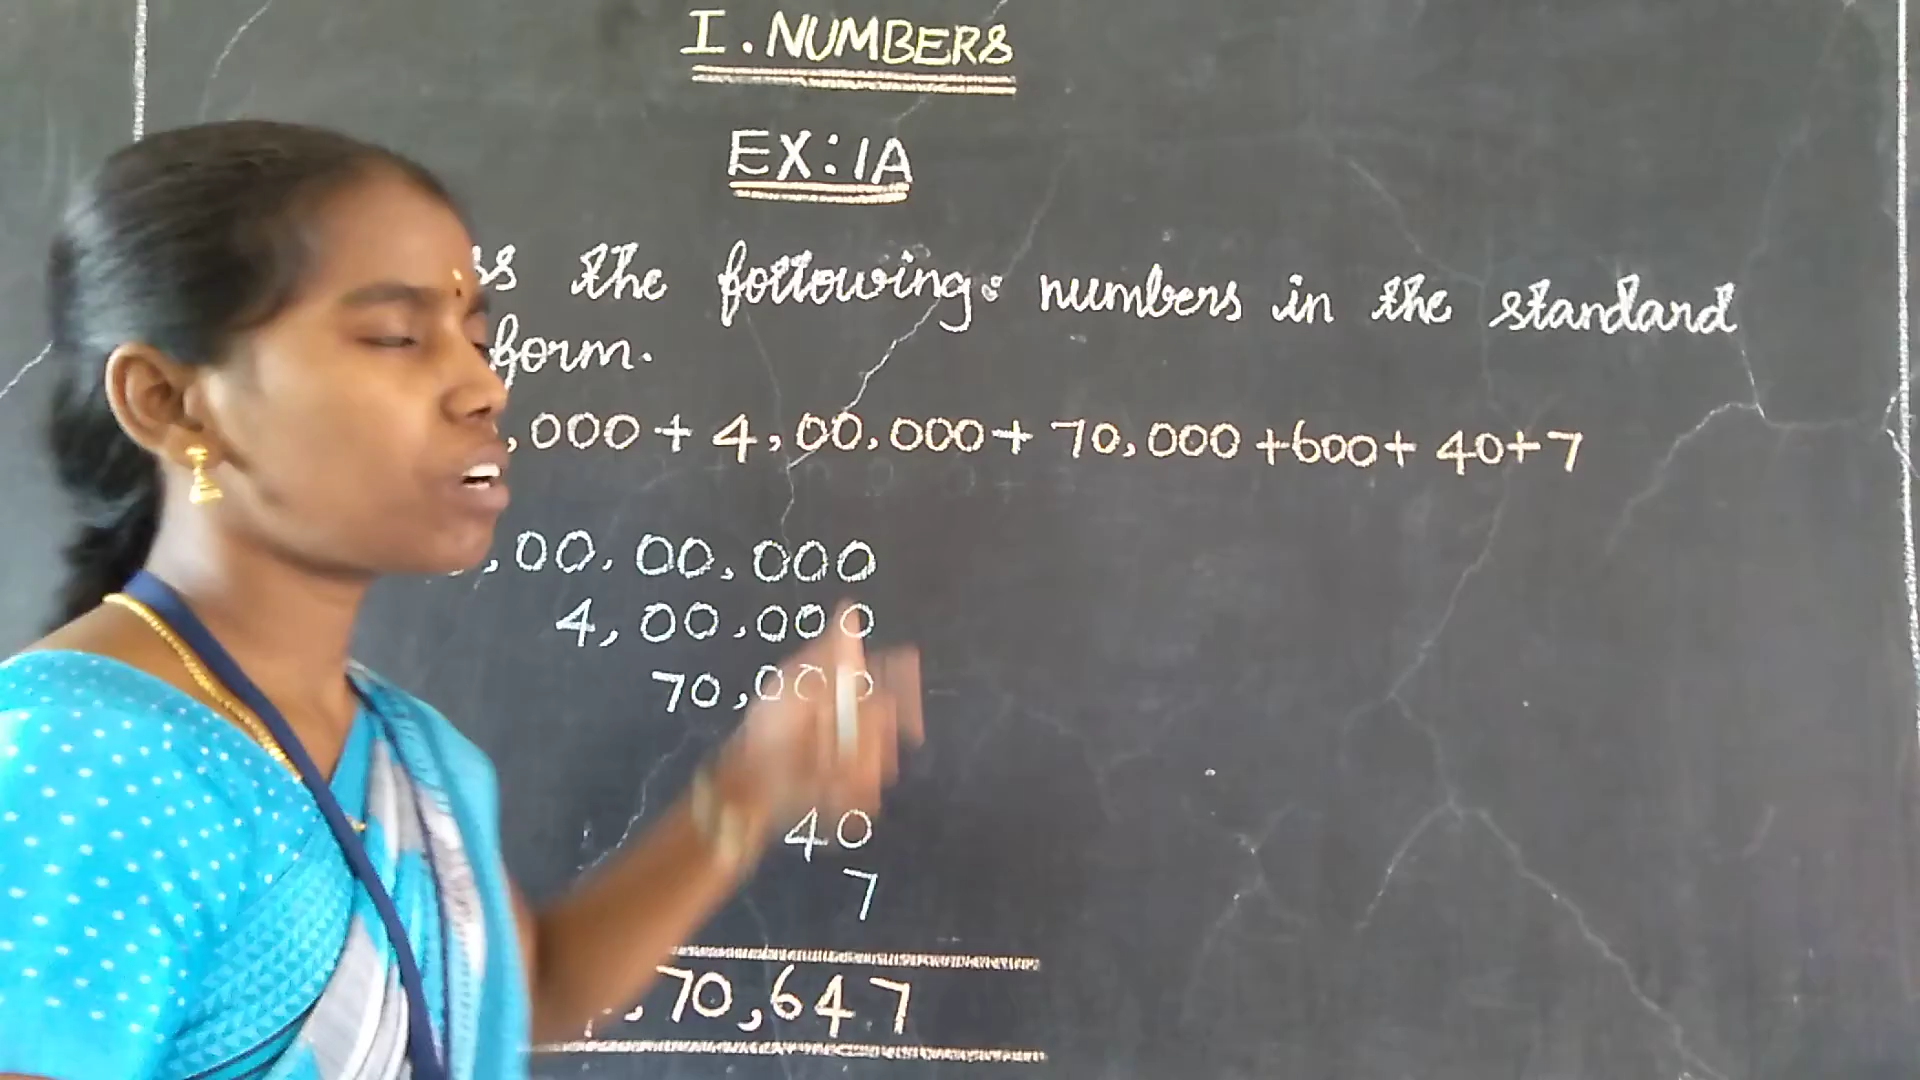 I. NUMBERS
EX: 1A
the following: numbers in the standard
form.
,000 + 4,00,000 + 70,000 +600+ 40+7
,00,00,000
4,00,000
70,000
40
7
,70,647